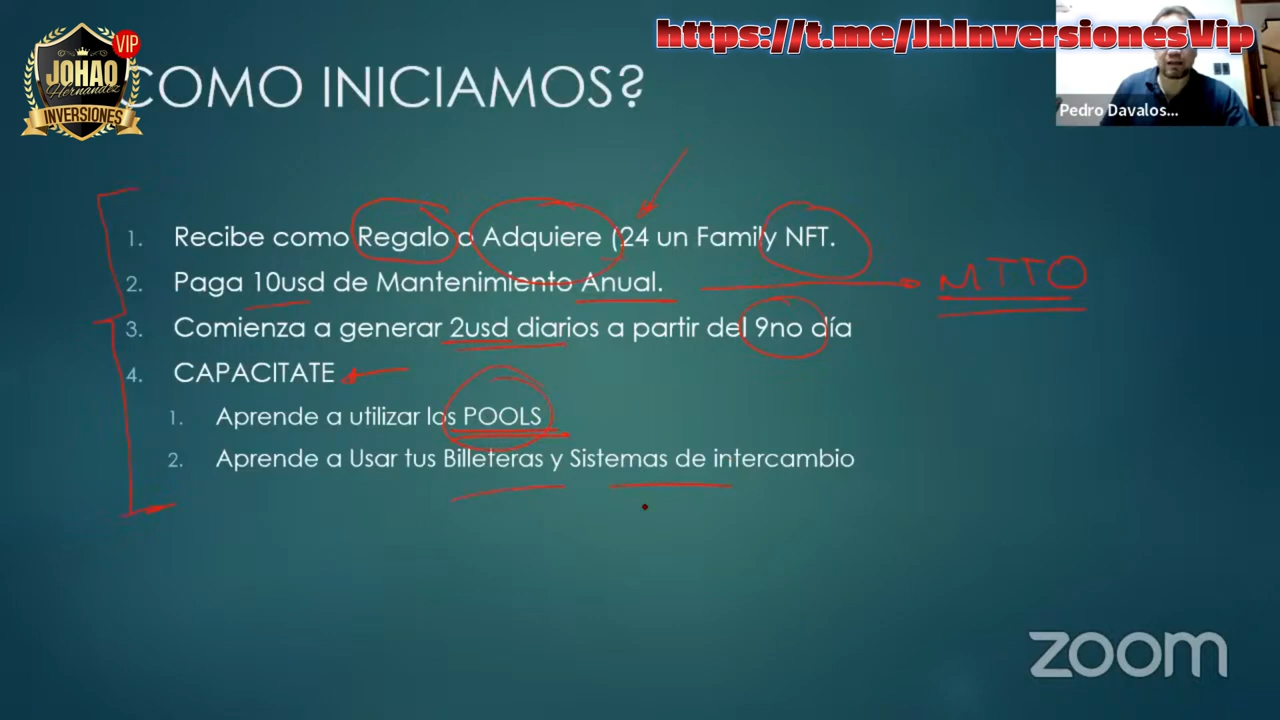 https://t.me/JhInversionesVip
VIP
JOHAO
Hernandez
INVERSIONES
COMO INICIAMOS?
Pedro Davalos...
1. Recibe como Regalo o Adquiere (24 un Family NFT.
2. Paga 10usd de Mantenimiento Anual.
MTTO
3. Comienza a generar 2usd diarios a partir del 9no día
4. CAPACITATE
1. Aprende a utilizar los POOLS
2. Aprende a Usar tus Billeteras y Sistemas de intercambio
zoom